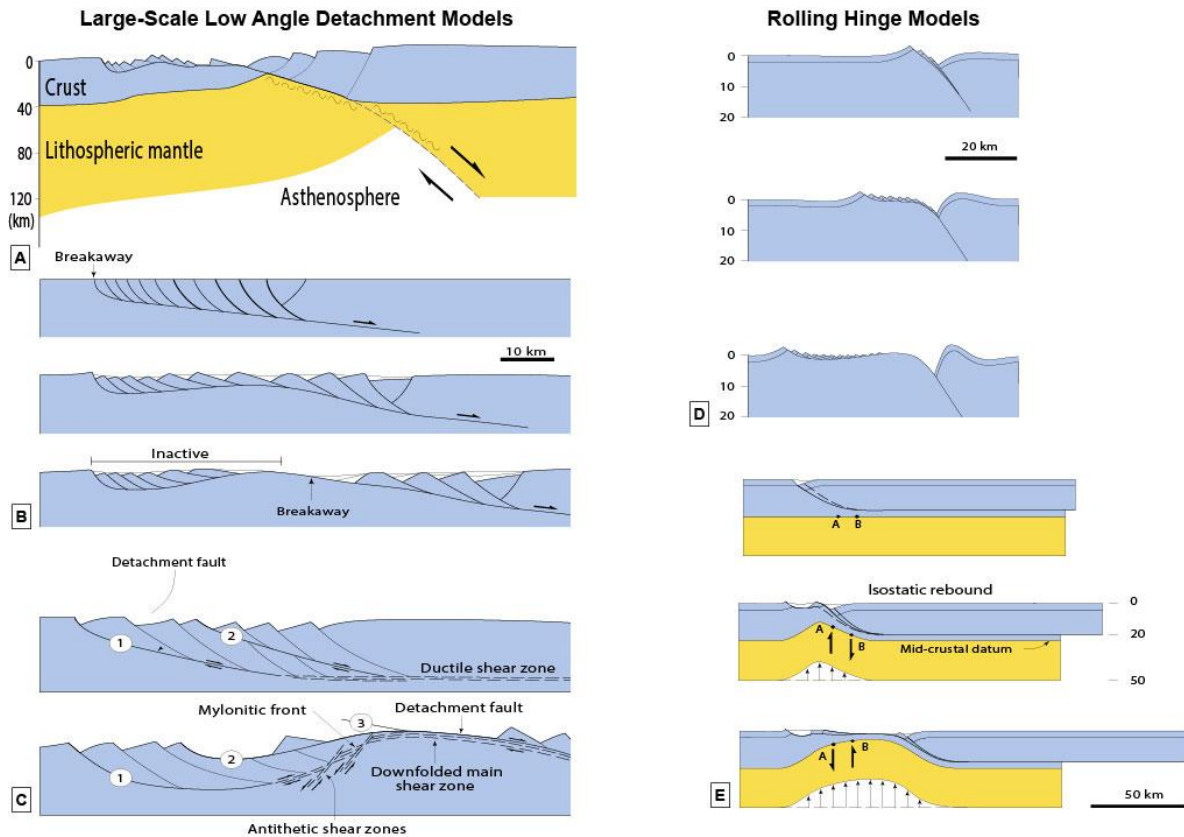 Large-Scale Low Angle Detachment Models
0
40
80
120
(km)
Crust
Lithospheric mantle
Asthenosphere
A
Breakaway
10 km
Inactive
Breakaway
B
Detachment fault
1
2
Ductile shear zone
Mylonitic front
3
Detachment fault
1
2
Downfolded main
shear zone
C
Antithetic shear zones
Rolling Hinge Models
0
10
20
20 km
0
10
20
0
10
20
D
A B
Isostatic rebound
0
20
50
A
B
Mid-crustal datum
A
B
E
50 km